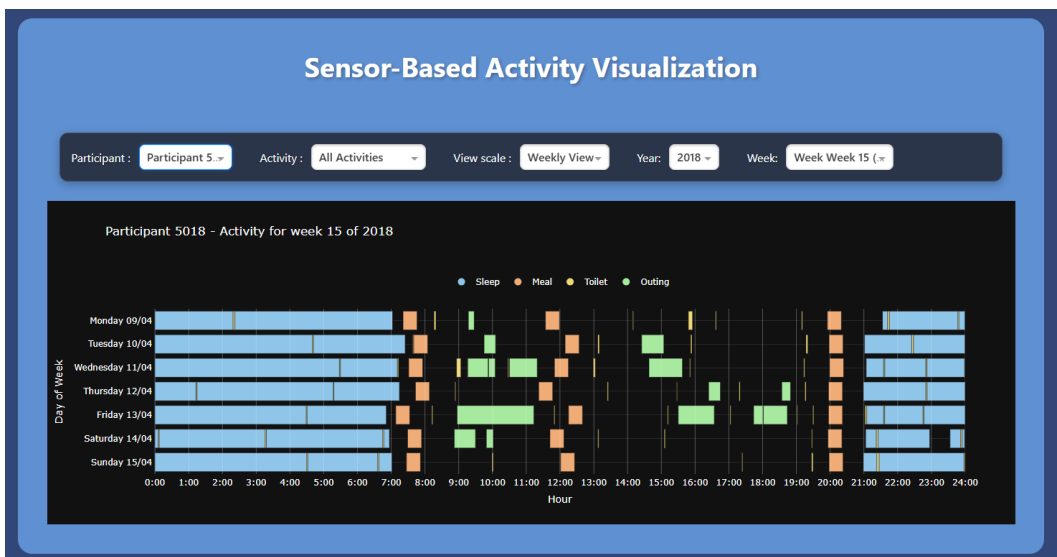 Sensor-Based Activity Visualization
Participant : Participant 5... Activity : All Activities View scale : Weekly View Year: 2018 Week: Week Week 15 (...
Participant 5018 - Activity for week 15 of 2018
Sleep Meal Toilet Outing
Day of Week
Monday 09/04
Tuesday 10/04
Wednesday 11/04
Thursday 12/04
Friday 13/04
Saturday 14/04
Sunday 15/04
0:00 1:00 2:00 3:00 4:00 5:00 6:00 7:00 8:00 9:00 10:00 11:00 12:00 13:00 14:00 15:00 16:00 17:00 18:00 19:00 20:00 21:00 22:00 23:00 24:00
Hour